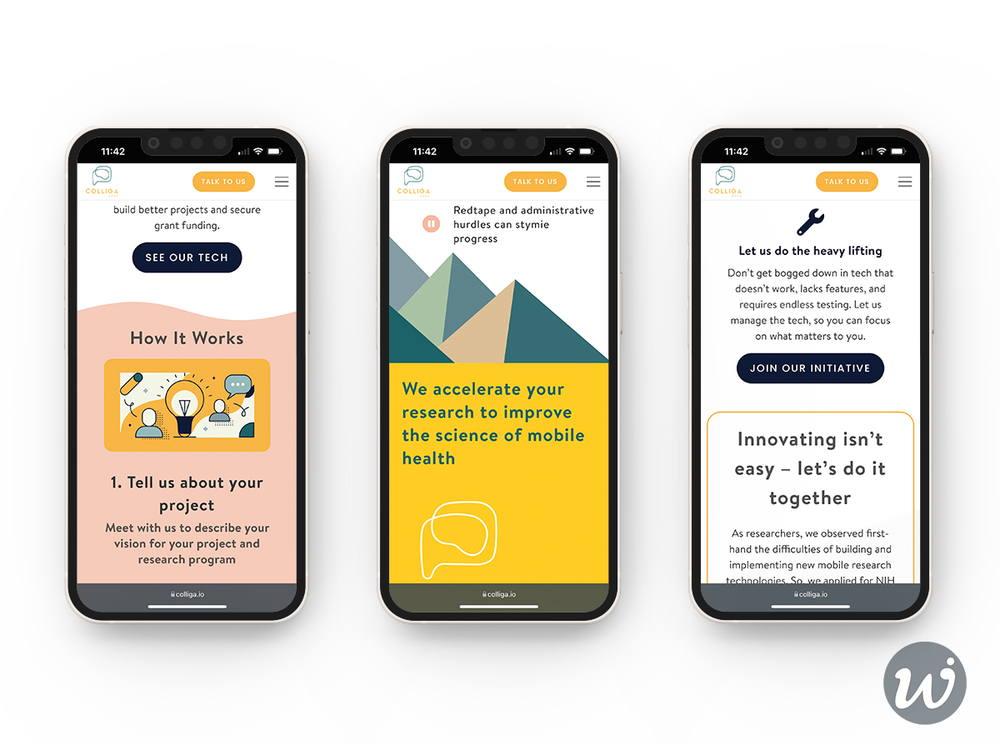 11:42
COLLIGA
TALK TO US
build better projects and secure
grant funding.
SEE OUR TECH
How It Works
1. Tell us about your
project
Meet with us to describe your
vision for your project and
research program
colliga.io
11:42
COLLIGA
TALK TO US
Redtape and administrative
hurdles can stymie
progress
We accelerate your
research to improve
the science of mobile
health
colliga.io
11:42
COLLIGA
TALK TO US
Let us do the heavy lifting
Don't get bogged down in tech that
doesn't work, lacks features, and
requires endless testing. Let us
manage the tech, so you can focus
on what matters to you.
JOIN OUR INITIATIVE
Innovating isn't
easy – let's do it
together
As researchers, we observed first-
hand the difficulties of building and
implementing new mobile research
technologies. So, we applied for NIH
colliga.io
w